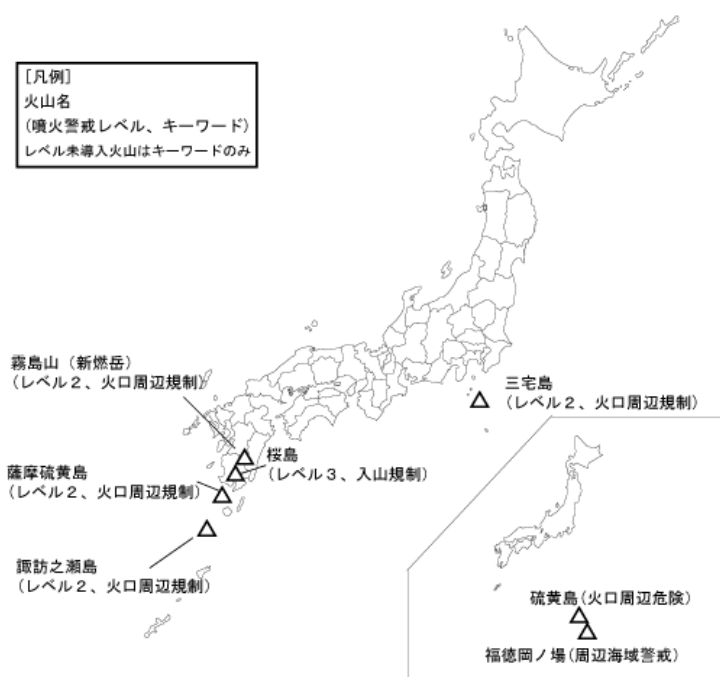 ［凡例］
火山名
（噴火警戒レベル、キーワード）
レベル未導入火山はキーワードのみ
霧島山（新燃岳）
（レベル２、火口周辺規制）
三宅島
（レベル２、火口周辺規制）
桜島
（レベル３、入山規制）
薩摩硫黄島
（レベル２、火口周辺規制）
諏訪之瀬島
（レベル２、火口周辺規制）
硫黄島（火口周辺危険）
福徳岡ノ場（周辺海域警戒）